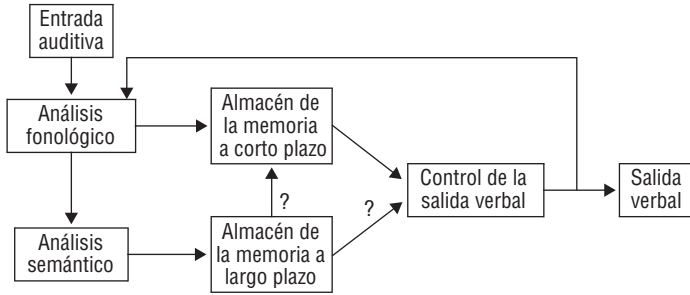 Entrada
auditiva
Análisis
fonológico
Almacén de
la memoria
a corto plazo
Control de la
salida verbal
Salida
verbal
?
?
Análisis
semántico
Almacén de
la memoria a
largo plazo